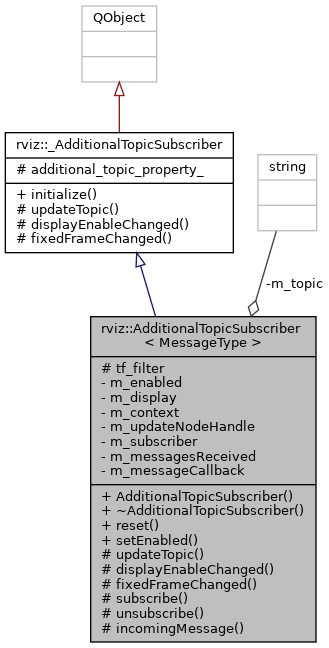 QObject
rviz::_AdditionalTopicSubscriber
# additional_topic_property_
+ initialize()
# updateTopic()
# displayEnableChanged()
# fixedFrameChanged()
string
-m_topic
rviz::AdditionalTopicSubscriber
< MessageType >
# tf_filter
- m_enabled
- m_display
- m_context
- m_updateNodeHandle
- m_subscriber
- m_messagesReceived
- m_messageCallback
+ AdditionalTopicSubscriber()
+ ~AdditionalTopicSubscriber()
+ reset()
+ setEnabled()
# updateTopic()
# displayEnableChanged()
# fixedFrameChanged()
# subscribe()
# unsubscribe()
# incomingMessage()